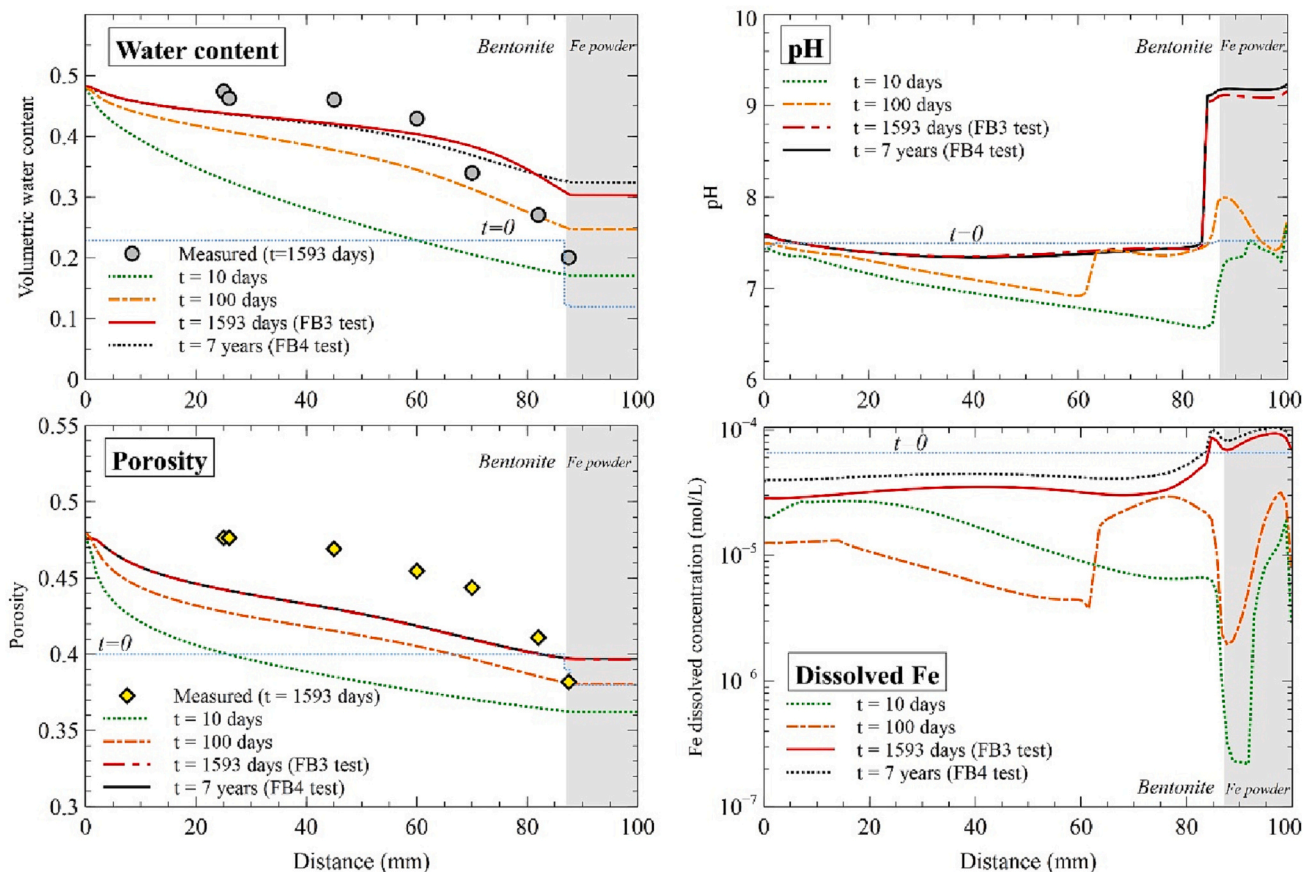 Water content
Bentonite
Fe powder
Volumetric water content
0.5
0.4
0.3
0.2
0.1
0
t=0
Measured (t=1593 days)
t = 10 days
t = 100 days
t = 1593 days (FB3 test)
t = 7 years (FB4 test)
0
20
40
60
80
100
pH
Bentonite
Fe powder
t = 10 days
t = 100 days
t = 1593 days (FB3 test)
t = 7 years (FB4 test)
pH
10
9
8
7
6
t=0
0
20
40
60
80
100
Porosity
Bentonite
Fe powder
Porosity
0.55
0.5
0.45
0.4
0.35
0.3
t=0
Measured (t = 1593 days)
t = 10 days
t = 100 days
t = 1593 days (FB3 test)
t = 7 years (FB4 test)
0
20
40
60
80
100
Distance (mm)
Fe dissolved concentration (mol/L)
10-4
10-5
10-6
10-7
t=0
Dissolved Fe
t = 10 days
t = 100 days
t = 1593 days (FB3 test)
t = 7 years (FB4 test)
Bentonite
Fe powder
0
20
40
60
80
100
Distance (mm)